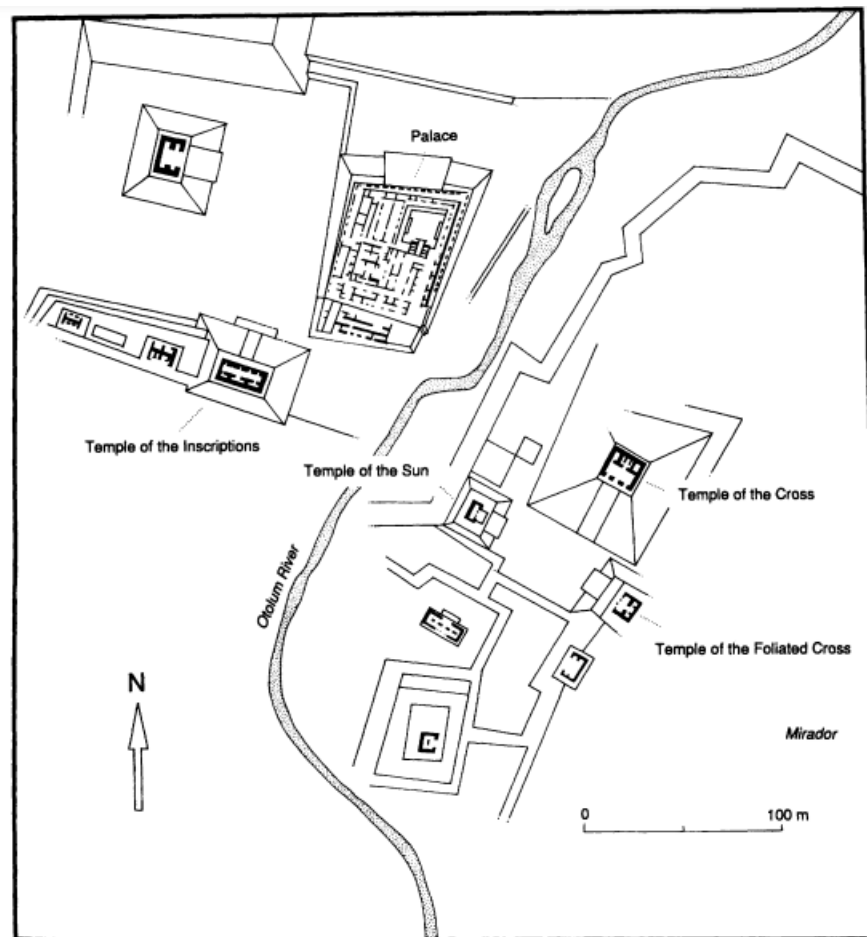 Palace
Temple of the Inscriptions
Temple of the Sun
Temple of the Cross
Otolum River
Temple of the Foliated Cross
N
Mirador
0 100 m